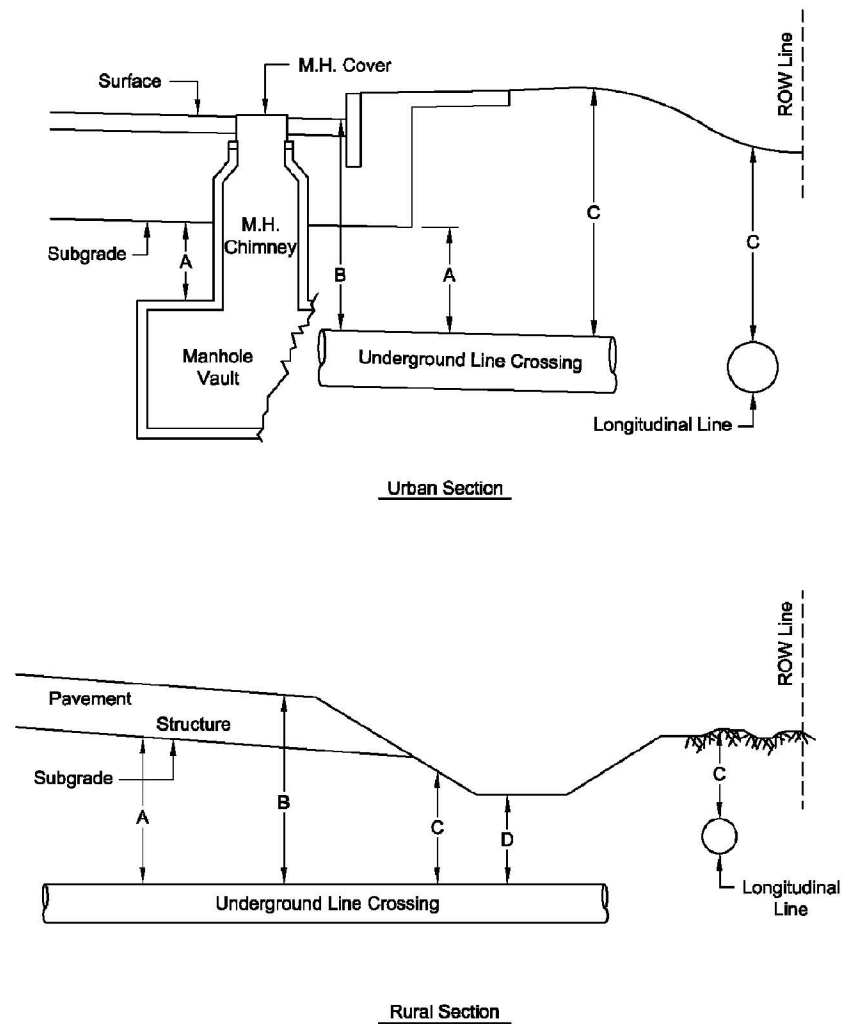 M.H. Cover
Surface
ROW Line
M.H.
Chimney
Subgrade
A
B
A
C
C
Manhole
Vault
Underground Line Crossing
Longitudinal Line
Urban Section
ROW Line
Pavement
Structure
Subgrade
A
B
C
D
C
Underground Line Crossing
Longitudinal
Line
Rural Section